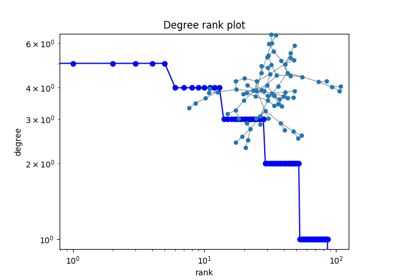 Degree rank plot
6 × 10⁰
4 × 10⁰
3 × 10⁰
2 × 10⁰
10⁰
degree
10⁰ 10¹ 10²
rank